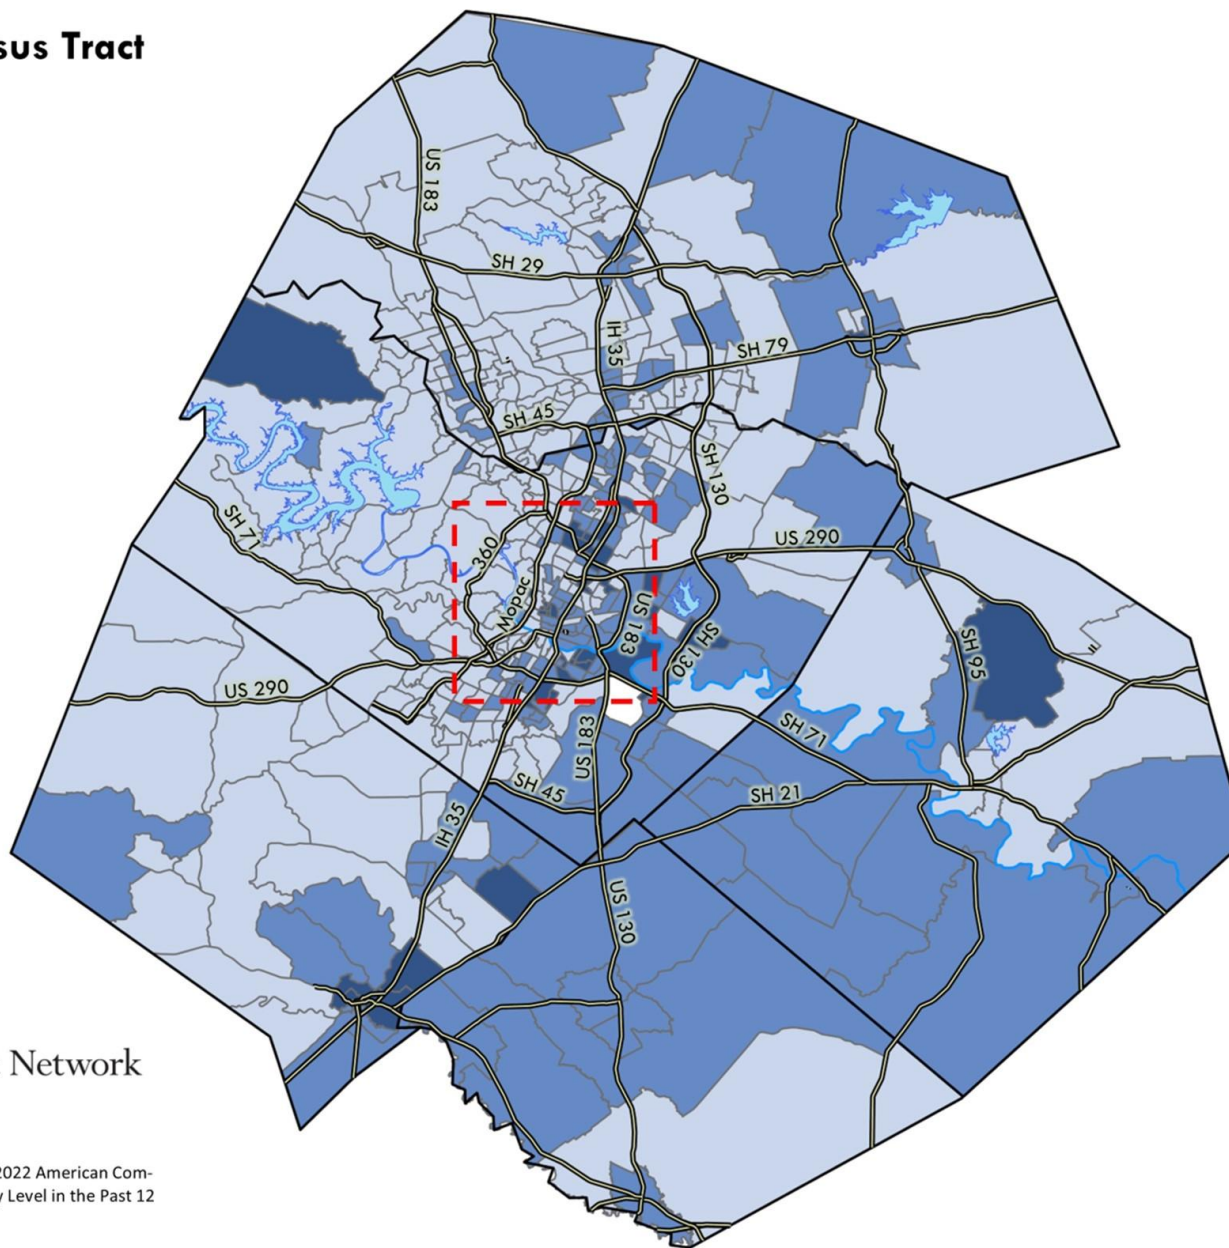 sus Tract
US 183
SH 29
IH 35
SH 79
SH 45
SH 130
SH 71
360
US 290
Mopac
US 183
SH 130
SH 95
US 290
SH 71
US 183
SH 45
SH 21
IH 35
US 130
Network
2022 American Com-
y Level in the Past 12